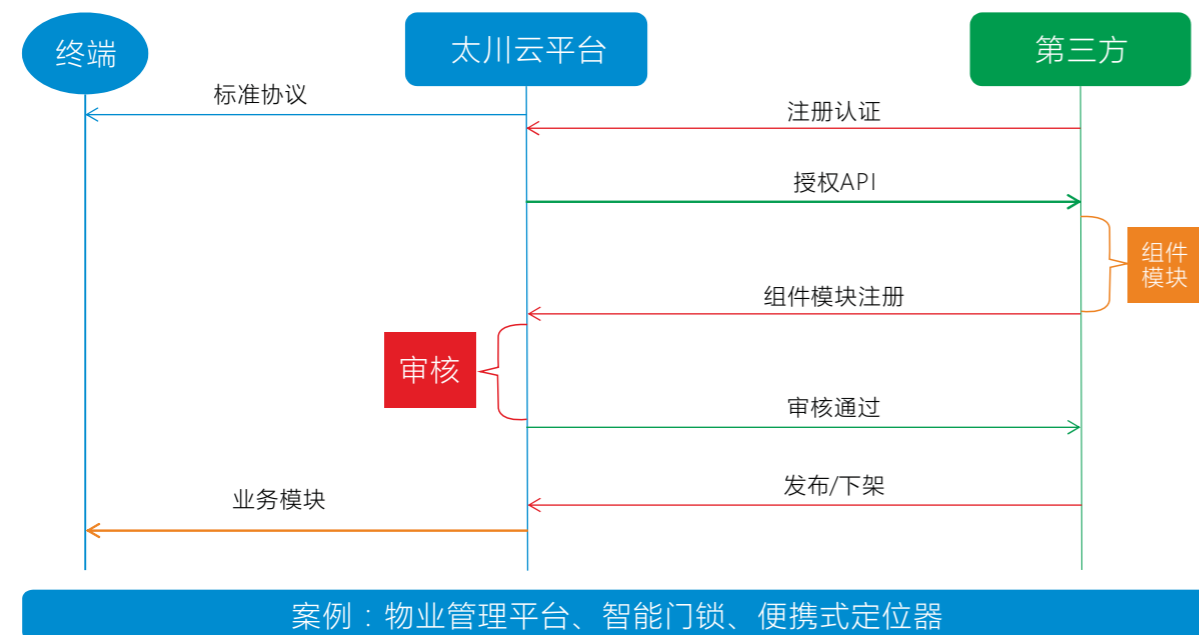 终端
太川云平台
第三方
标准协议
注册认证
授权API
组件
模块
组件模块注册
审核
审核通过
发布/下架
业务模块
案例：物业管理平台、智能门锁、便携式定位器